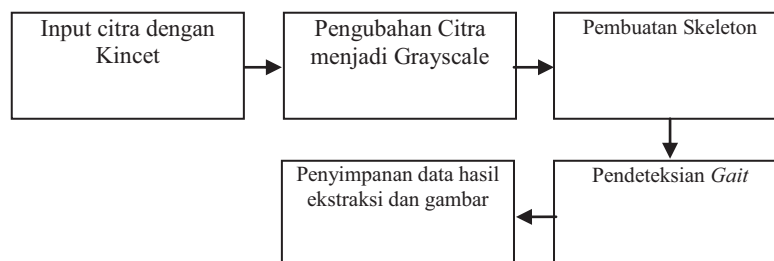 Input citra dengan
Kincet
Pengubahan Citra
menjadi Grayscale
Pembuatan Skeleton
Pendeteksian Gait
Penyimpanan data hasil
ekstraksi dan gambar